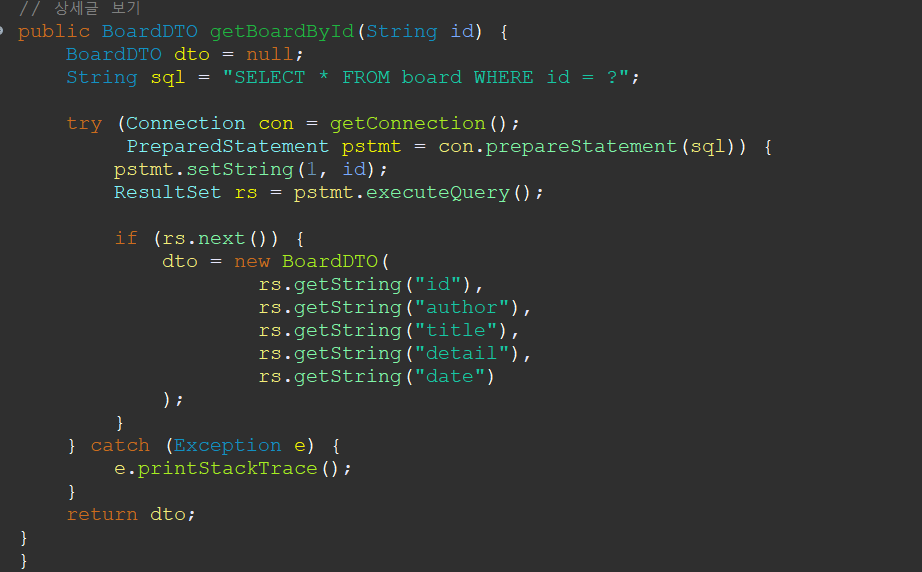 // 상세글 보기
public BoardDTO getBoardById(String id) {
BoardDTO dto = null;
String sql = "SELECT * FROM board WHERE id = ?";
try (Connection con = getConnection();
PreparedStatement pstmt = con.prepareStatement(sql)) {
pstmt.setString(1, id);
ResultSet rs = pstmt.executeQuery();
if (rs.next()) {
dto = new BoardDTO(
rs.getString("id"),
rs.getString("author"),
rs.getString("title"),
rs.getString("detail"),
rs.getString("date")
);
}
} catch (Exception e) {
e.printStackTrace();
}
return dto;
}
}